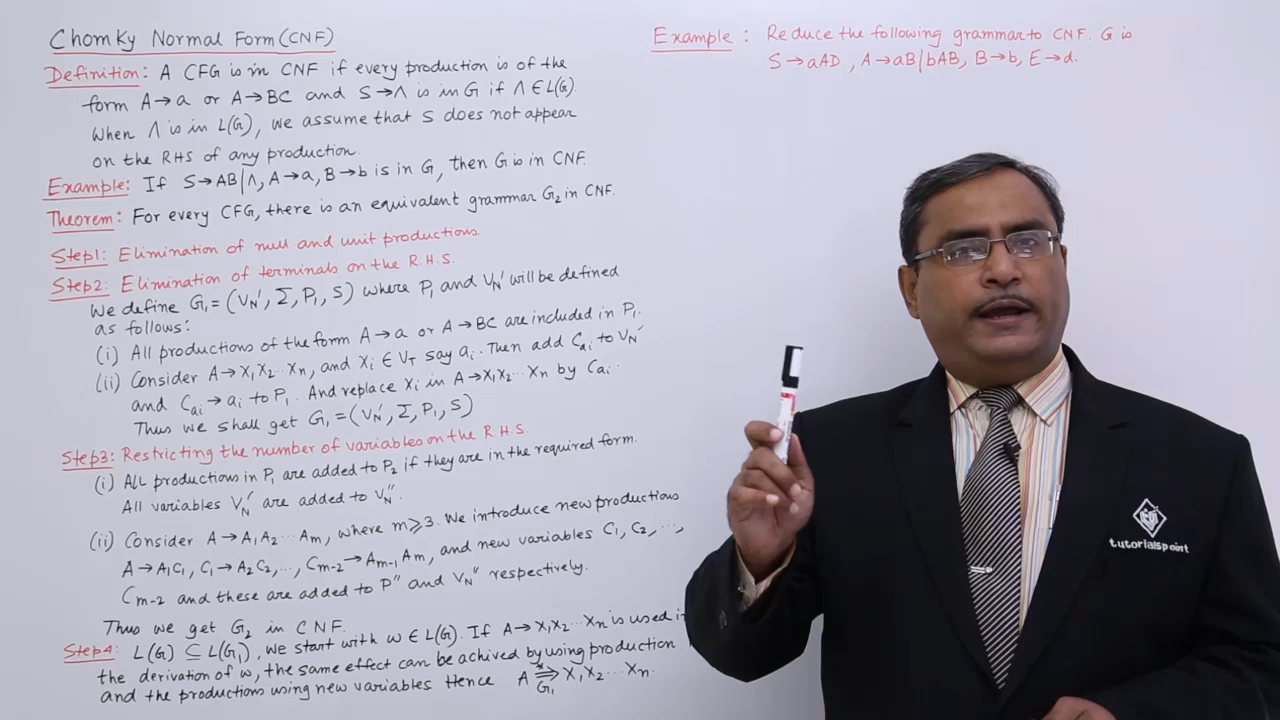 Chomky Normal Form (CNF)
Definition: A CFG is in CNF if every production is of the
form A→a or A→BC and S→Λ is in G if Λ∈L(G).
When Λ is in L(G), we assume that S does not appear
on the RHS of any production.
Example: If S→AB|Λ, A→a, B→b is in G, then G is in CNF.
Theorem: For every CFG, there is an equivalent grammar G₂ in CNF.
Step1: Elimination of null and unit productions
Step2: Elimination of terminals on the R.H.S.
We define G₁=(V_N', Σ, P₁, S) where P₁ and V_N' will be defined
as follows:
(i) All productions of the form A→a or A→BC are included in P₁.
(ii) Consider A→X₁X₂...Xn, and Xi ∈ V_T say ai. Then add C_ai to V_N'
and C_ai→ai to P₁. And replace Xi in A→X₁X₂...Xn by C_ai.
Thus we shall get G₁=(V_N', Σ, P₁, S)
Step3: Restricting the number of variables on the R.H.S.
(i) All productions in P₁ are added to P₂ if they are in the required form.
All variables V_N' are added to V_N''.
(ii) Consider A→A₁A₂...Am, where m≥3. We introduce new productions
A→A₁C₁, C₁→A₂C₂,..., Cm-2→Am-1Am, and new variables C₁, C₂,...,
Cm-2 and these are added to P'' and V_N'' respectively.
Thus we get G₂ in CNF.
Step4: L(G) ⊆ L(G₁), we start with w∈L(G). If A→X₁X₂...Xn is used i
the derivation of w, the same effect can be achived by using production
and the productions using new variables Hence A ⇒* G₁ X₁X₂...Xn.
Example: Reduce the following grammar to CNF. G is
S→aAD, A→aB|bAB, B→b, E→d.
tutorialspoint